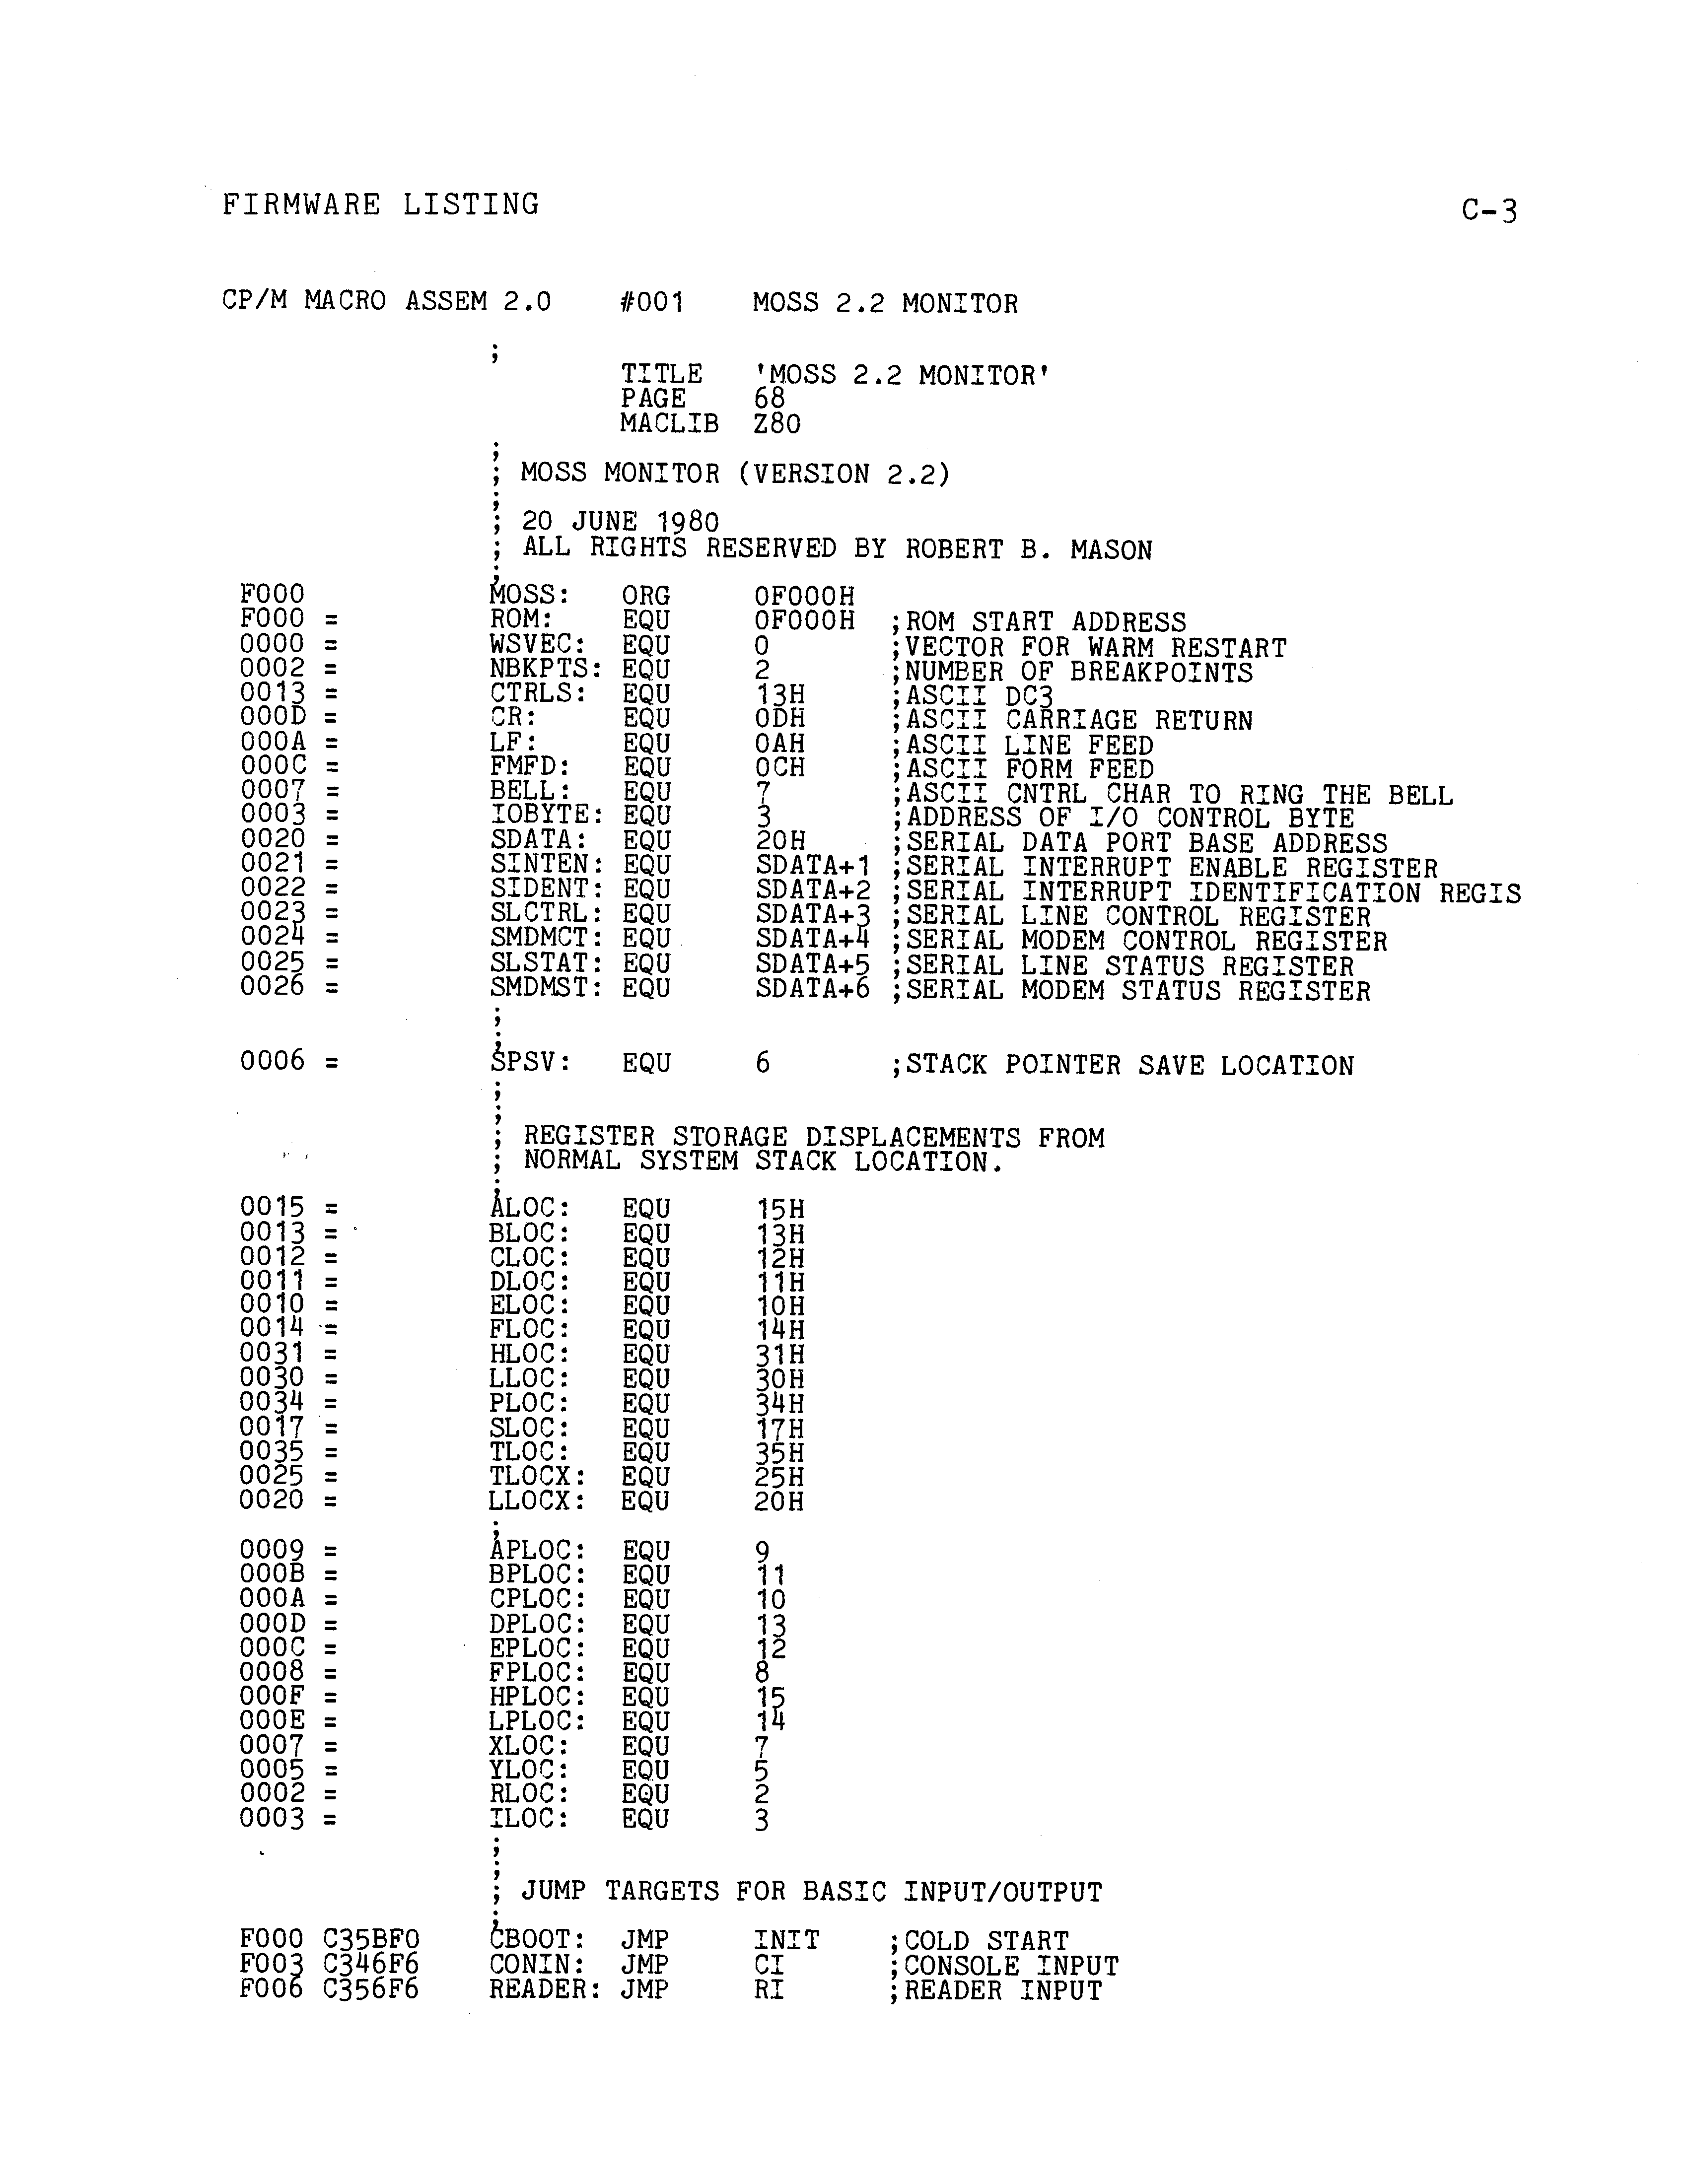 FIRMWARE LISTING C-3
CP/M MACRO ASSEM 2.0 #001 MOSS 2.2 MONITOR
;
TITLE 'MOSS 2.2 MONITOR'
PAGE 68
MACLIB Z80
;
; MOSS MONITOR (VERSION 2.2)
;
; 20 JUNE 1980
; ALL RIGHTS RESERVED BY ROBERT B. MASON
;
F000 MOSS: ORG 0F000H
F000 = ROM: EQU 0F000H ;ROM START ADDRESS
0000 = WSVEC: EQU 0 ;VECTOR FOR WARM RESTART
0002 = NBKPTS: EQU 2 ;NUMBER OF BREAKPOINTS
0013 = CTRLS: EQU 13H ;ASCII DC3
000D = CR: EQU 0DH ;ASCII CARRIAGE RETURN
000A = LF: EQU 0AH ;ASCII LINE FEED
000C = FMFD: EQU 0CH ;ASCII FORM FEED
0007 = BELL: EQU 7 ;ASCII CNTRL CHAR TO RING THE BELL
0003 = IOBYTE: EQU 3 ;ADDRESS OF I/O CONTROL BYTE
0020 = SDATA: EQU 20H ;SERIAL DATA PORT BASE ADDRESS
0021 = SINTEN: EQU SDATA+1 ;SERIAL INTERRUPT ENABLE REGISTER
0022 = SIDENT: EQU SDATA+2 ;SERIAL INTERRUPT IDENTIFICATION REGIS
0023 = SLCTRL: EQU SDATA+3 ;SERIAL LINE CONTROL REGISTER
0024 = SMDMCT: EQU SDATA+4 ;SERIAL MODEM CONTROL REGISTER
0025 = SLSTAT: EQU SDATA+5 ;SERIAL LINE STATUS REGISTER
0026 = SMDMST: EQU SDATA+6 ;SERIAL MODEM STATUS REGISTER
;
;
0006 = SPSV: EQU 6 ;STACK POINTER SAVE LOCATION
;
;
; REGISTER STORAGE DISPLACEMENTS FROM
; NORMAL SYSTEM STACK LOCATION.
;
0015 = ALOC: EQU 15H
0013 = BLOC: EQU 13H
0012 = CLOC: EQU 12H
0011 = DLOC: EQU 11H
0010 = ELOC: EQU 10H
0014 = FLOC: EQU 14H
0031 = HLOC: EQU 31H
0030 = LLOC: EQU 30H
0034 = PLOC: EQU 34H
0017 = SLOC: EQU 17H
0035 = TLOC: EQU 35H
0025 = TLOCX: EQU 25H
0020 = LLOCX: EQU 20H
;
0009 = APLOC: EQU 9
000B = BPLOC: EQU 11
000A = CPLOC: EQU 10
000D = DPLOC: EQU 13
000C = EPLOC: EQU 12
0008 = FPLOC: EQU 8
000F = HPLOC: EQU 15
000E = LPLOC: EQU 14
0007 = XLOC: EQU 7
0005 = YLOC: EQU 5
0002 = RLOC: EQU 2
0003 = ILOC: EQU 3
;
;
; JUMP TARGETS FOR BASIC INPUT/OUTPUT
;
F000 C35BF0 CBOOT: JMP INIT ;COLD START
F003 C346F6 CONIN: JMP CI ;CONSOLE INPUT
F006 C356F6 READER: JMP RI ;READER INPUT